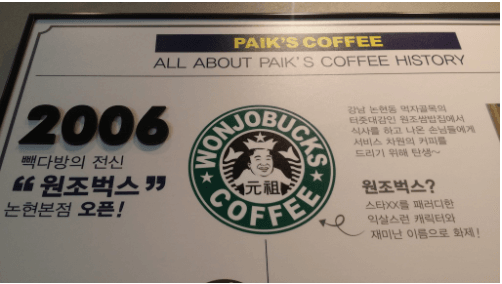 PAIK'S COFFEE
ALL ABOUT PAIK'S COFFEE HISTORY
2006
빽다방의 전신
“원조벅스”
논현본점 오픈!
WONJOBUCKS
元祖
COFFEE
강남 논현동 먹자골목의
터줏대감인 원조쌈밥집에서
식사를 하고 나온 손님들에게
서비스 차원의 커피를
드리기 위해 탄생~
원조벅스?
스타XX를 패러디한
익살스런 캐릭터와
재미난 이름으로 화제!